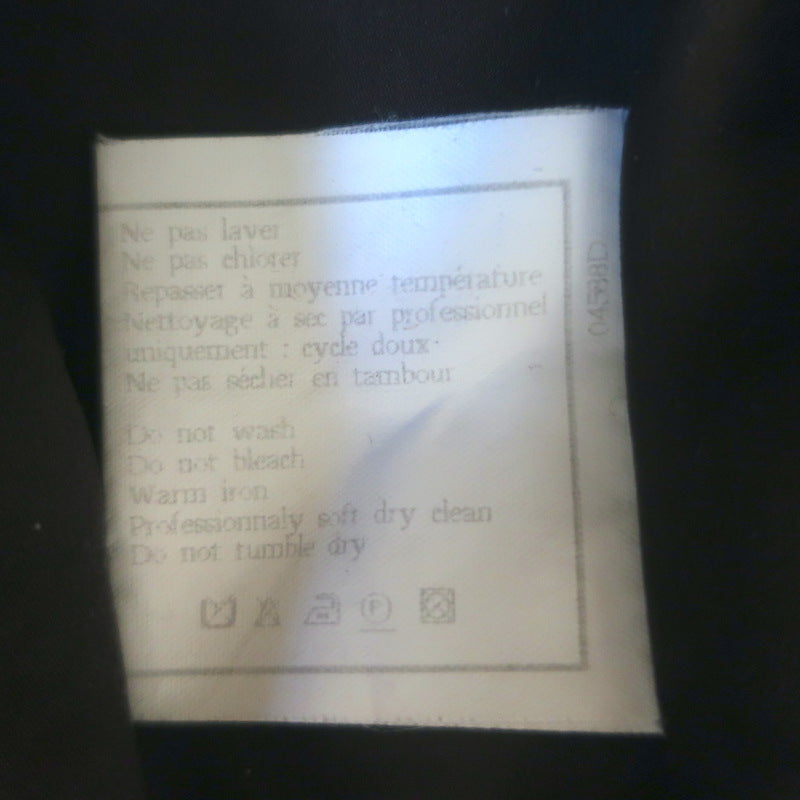 Ne pas laver
Ne pas chlorer
Repasser à moyenne température
Nettoyage à sec par professionnel
uniquement : cycle doux
Ne pas sécher en tambour
Do not wash
Do not bleach
Warm iron
Professionnaly soft dry clean
Do not tumble dry
P